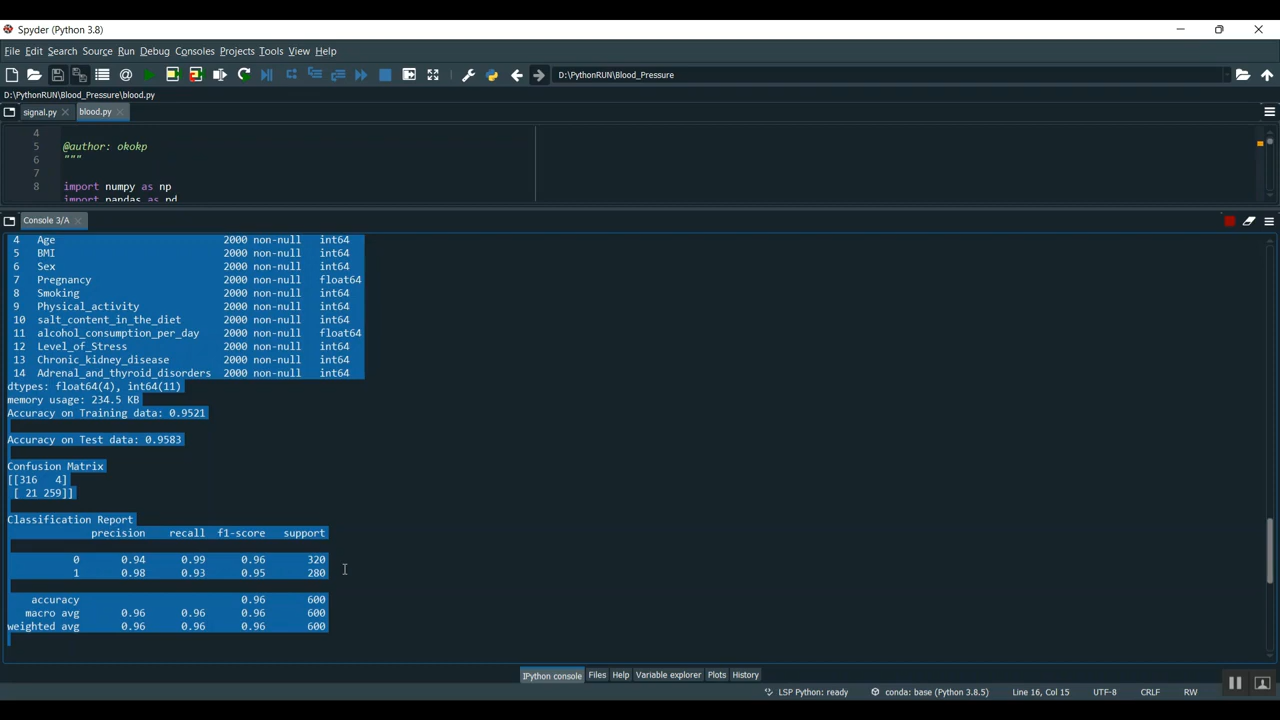 Spyder (Python 3.8)
File Edit Search Source Run Debug Consoles Projects Tools View Help
D:\PythonRUN\Blood_Pressure
D:\PythonRUN\Blood_Pressure\blood.py
signal.py blood.py
4
5 @author: okokp
6 """
7
8 import numpy as np
import pandas as pd
Console 3/A
4 Age 2000 non-null int64
5 BMI 2000 non-null int64
6 Sex 2000 non-null int64
7 Pregnancy 2000 non-null float64
8 Smoking 2000 non-null int64
9 Physical_activity 2000 non-null int64
10 salt_content_in_the_diet 2000 non-null int64
11 alcohol_consumption_per_day 2000 non-null float64
12 Level_of_Stress 2000 non-null int64
13 Chronic_kidney_disease 2000 non-null int64
14 Adrenal_and_thyroid_disorders 2000 non-null int64
dtypes: float64(4), int64(11)
memory usage: 234.5 KB
Accuracy on Training data: 0.9521
Accuracy on Test data: 0.9583
Confusion Matrix
[[316 4]
[ 21 259]]
Classification Report
precision recall f1-score support
0 0.94 0.99 0.96 320
1 0.98 0.93 0.95 280
accuracy 0.96 600
macro avg 0.96 0.96 0.96 600
weighted avg 0.96 0.96 0.96 600
IPython console Files Help Variable explorer Plots History
LSP Python: ready conda: base (Python 3.8.5) Line 16, Col 15 UTF-8 CRLF RW